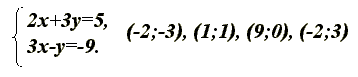 2x+3y=5,
3x-y=-9. (-2;-3), (1;1), (9;0), (-2;3)